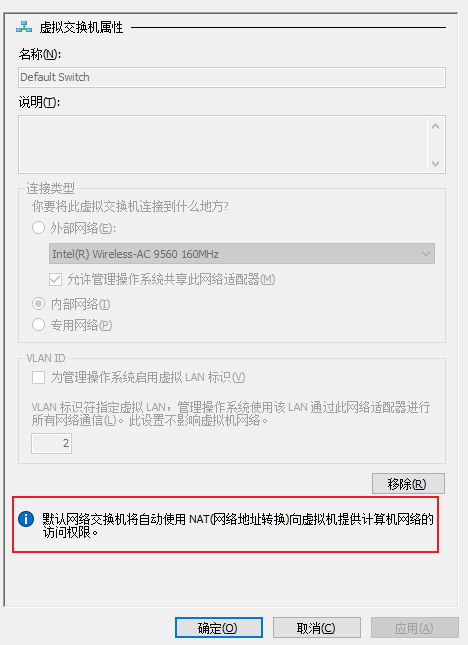 虚拟交换机属性
名称(N):
Default Switch
说明(T):
连接类型
你要将此虚拟交换机连接到什么地方?
外部网络(E):
Intel(R) Wireless-AC 9560 160MHz
允许管理操作系统共享此网络适配器(M)
内部网络(I)
专用网络(P)
VLAN ID
为管理操作系统启用虚拟 LAN 标识(V)
VLAN 标识符指定虚拟 LAN，管理操作系统使用该 LAN 通过此网络适配器进行
所有网络通信(L)。此设置不影响虚拟机网络。
2
移除(R)
默认网络交换机将自动使用 NAT(网络地址转换)向虚拟机提供计算机网络的
访问权限。
确定(O)
取消(C)
应用(A)